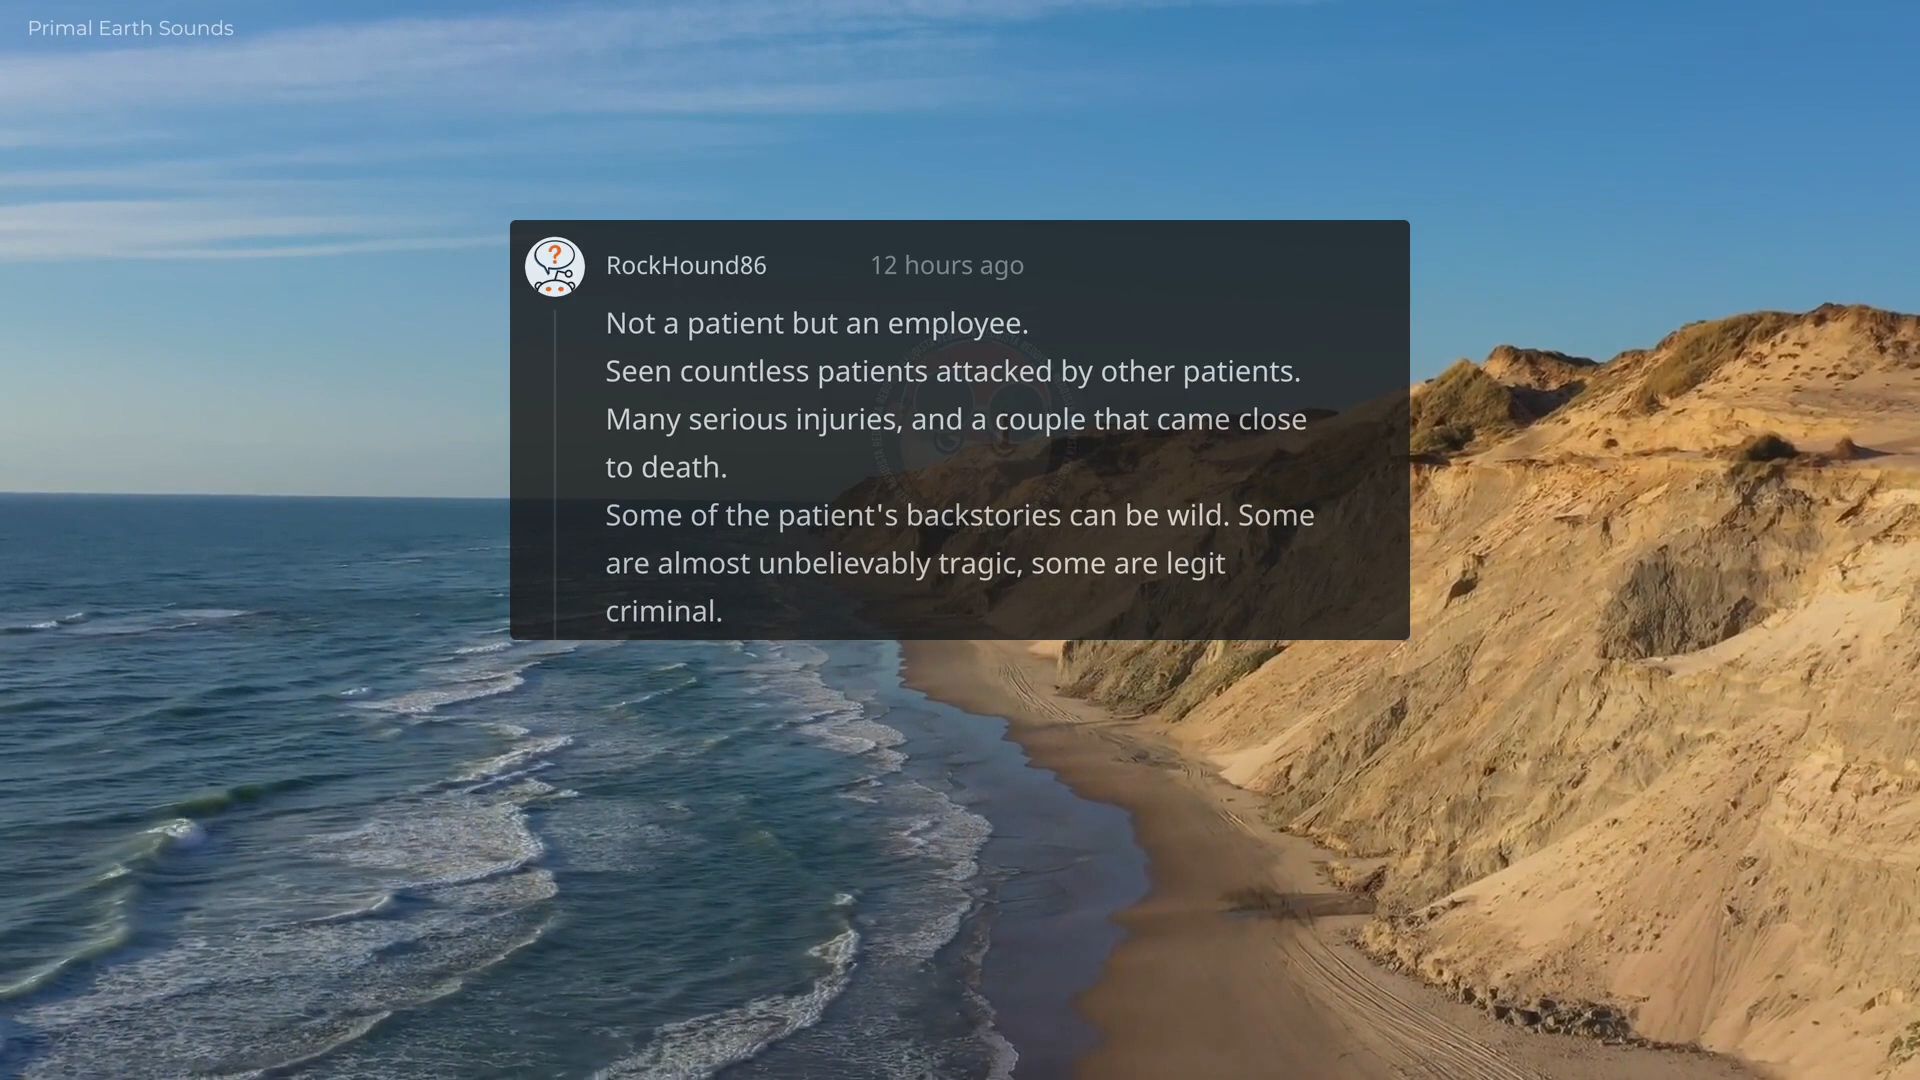 Primal Earth Sounds
RockHound86 12 hours ago
Not a patient but an employee.
Seen countless patients attacked by other patients.
Many serious injuries, and a couple that came close
to death.
Some of the patient's backstories can be wild. Some
are almost unbelievably tragic, some are legit
criminal.